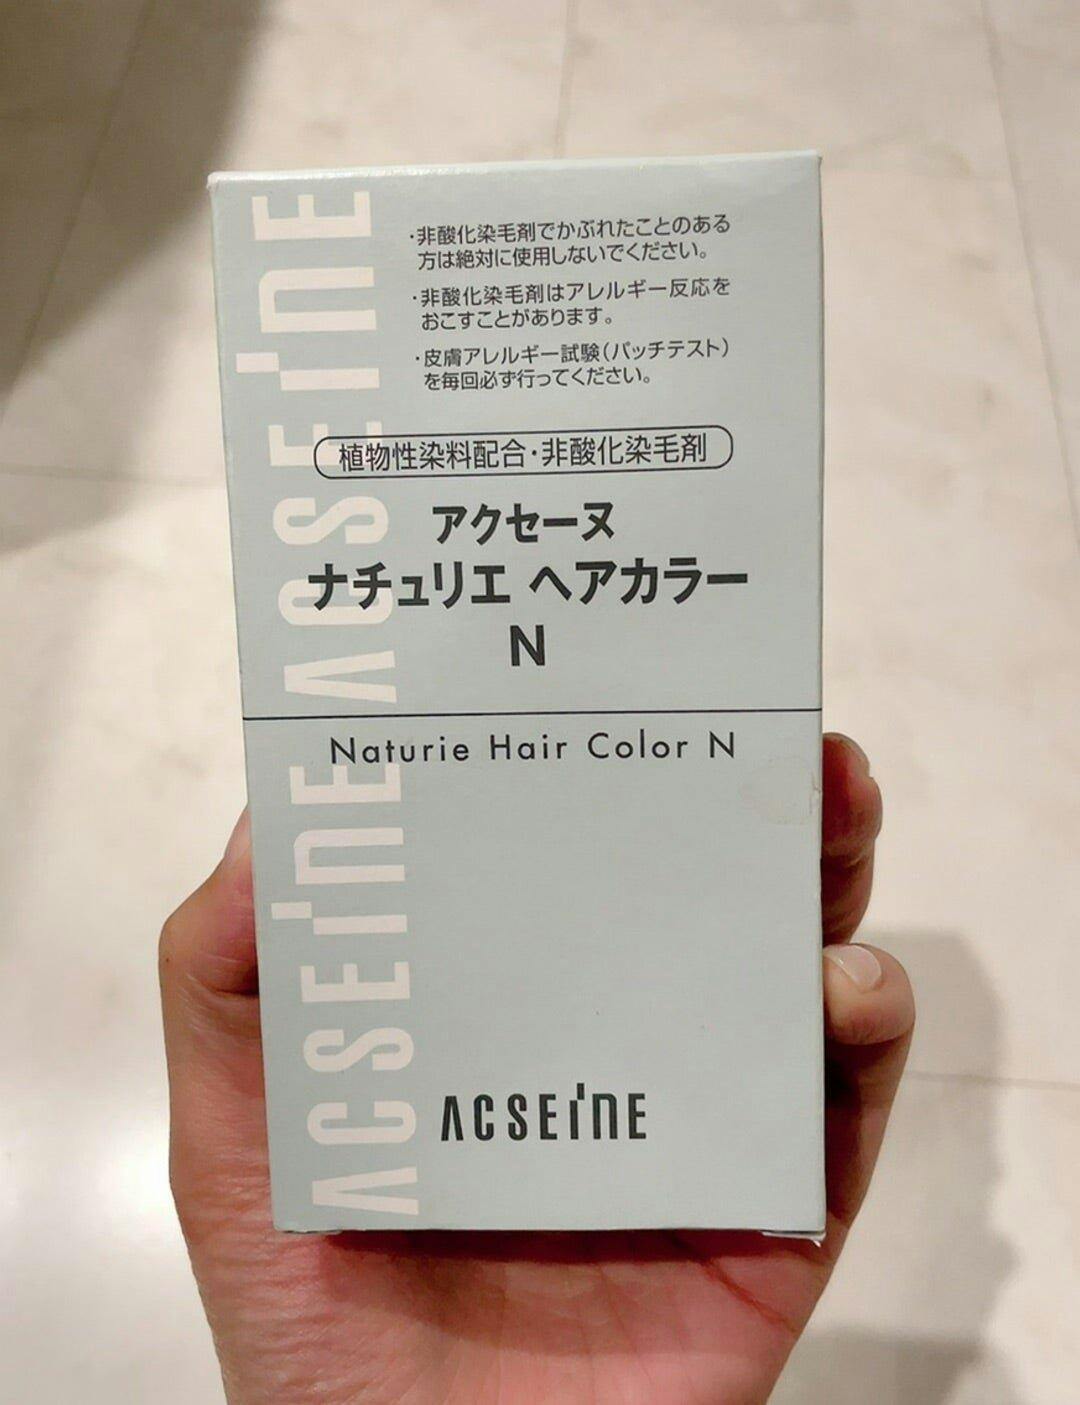 ・非酸化染毛剤でかぶれたことのある
方は絶対に使用しないでください。
・非酸化染毛剤はアレルギー反応を
おこすことがあります。
・皮膚アレルギー試験（パッチテスト）
を毎回必ず行ってください。
植物性染料配合・非酸化染毛剤
アクセーヌ
ナチュリエ ヘアカラー
N
Naturie Hair Color N
ACSEINE
ACSEINE
ACSEINE